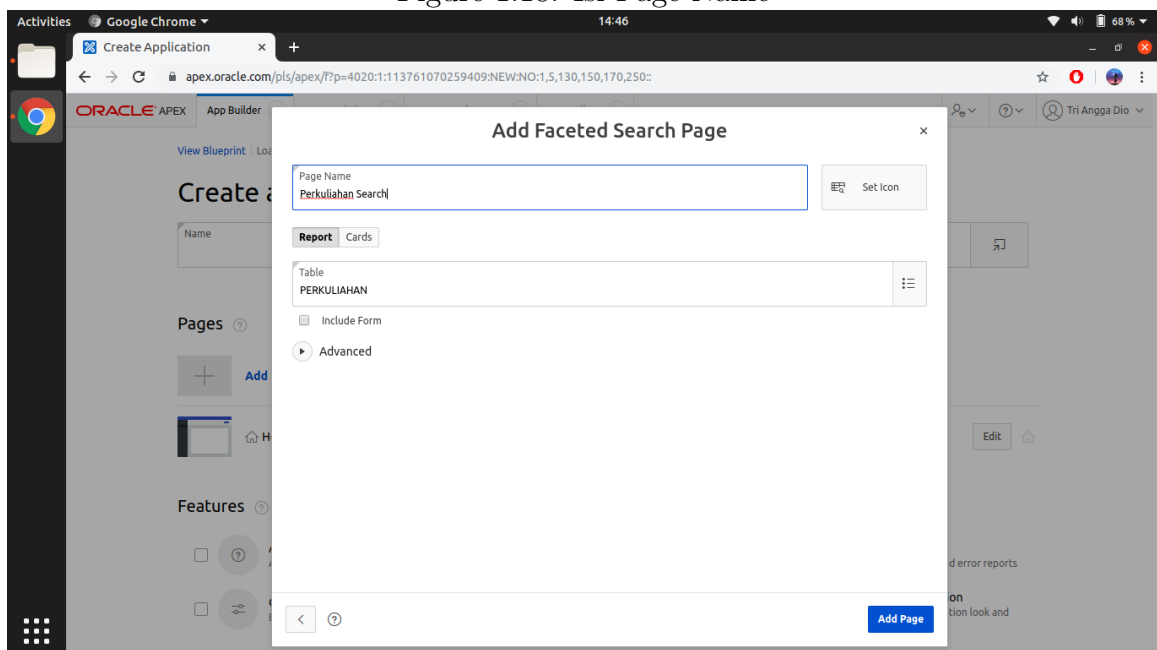 Activities Google Chrome 14:46 68 %
Create Application
apex.oracle.com/pls/apex/f?p=4020:1:113761070259409:NEW:NO:1,5,130,150,170,250::
ORACLE APEX App Builder Tri Angga Dio
Add Faceted Search Page
View Blueprint
Page Name
Perkuliahan Search
Set Icon
Create
Name
Report Cards
Table
PERKULIAHAN
Pages
Include Form
Advanced
Add
Edit
Features
d error reports
tion look and
Add Page